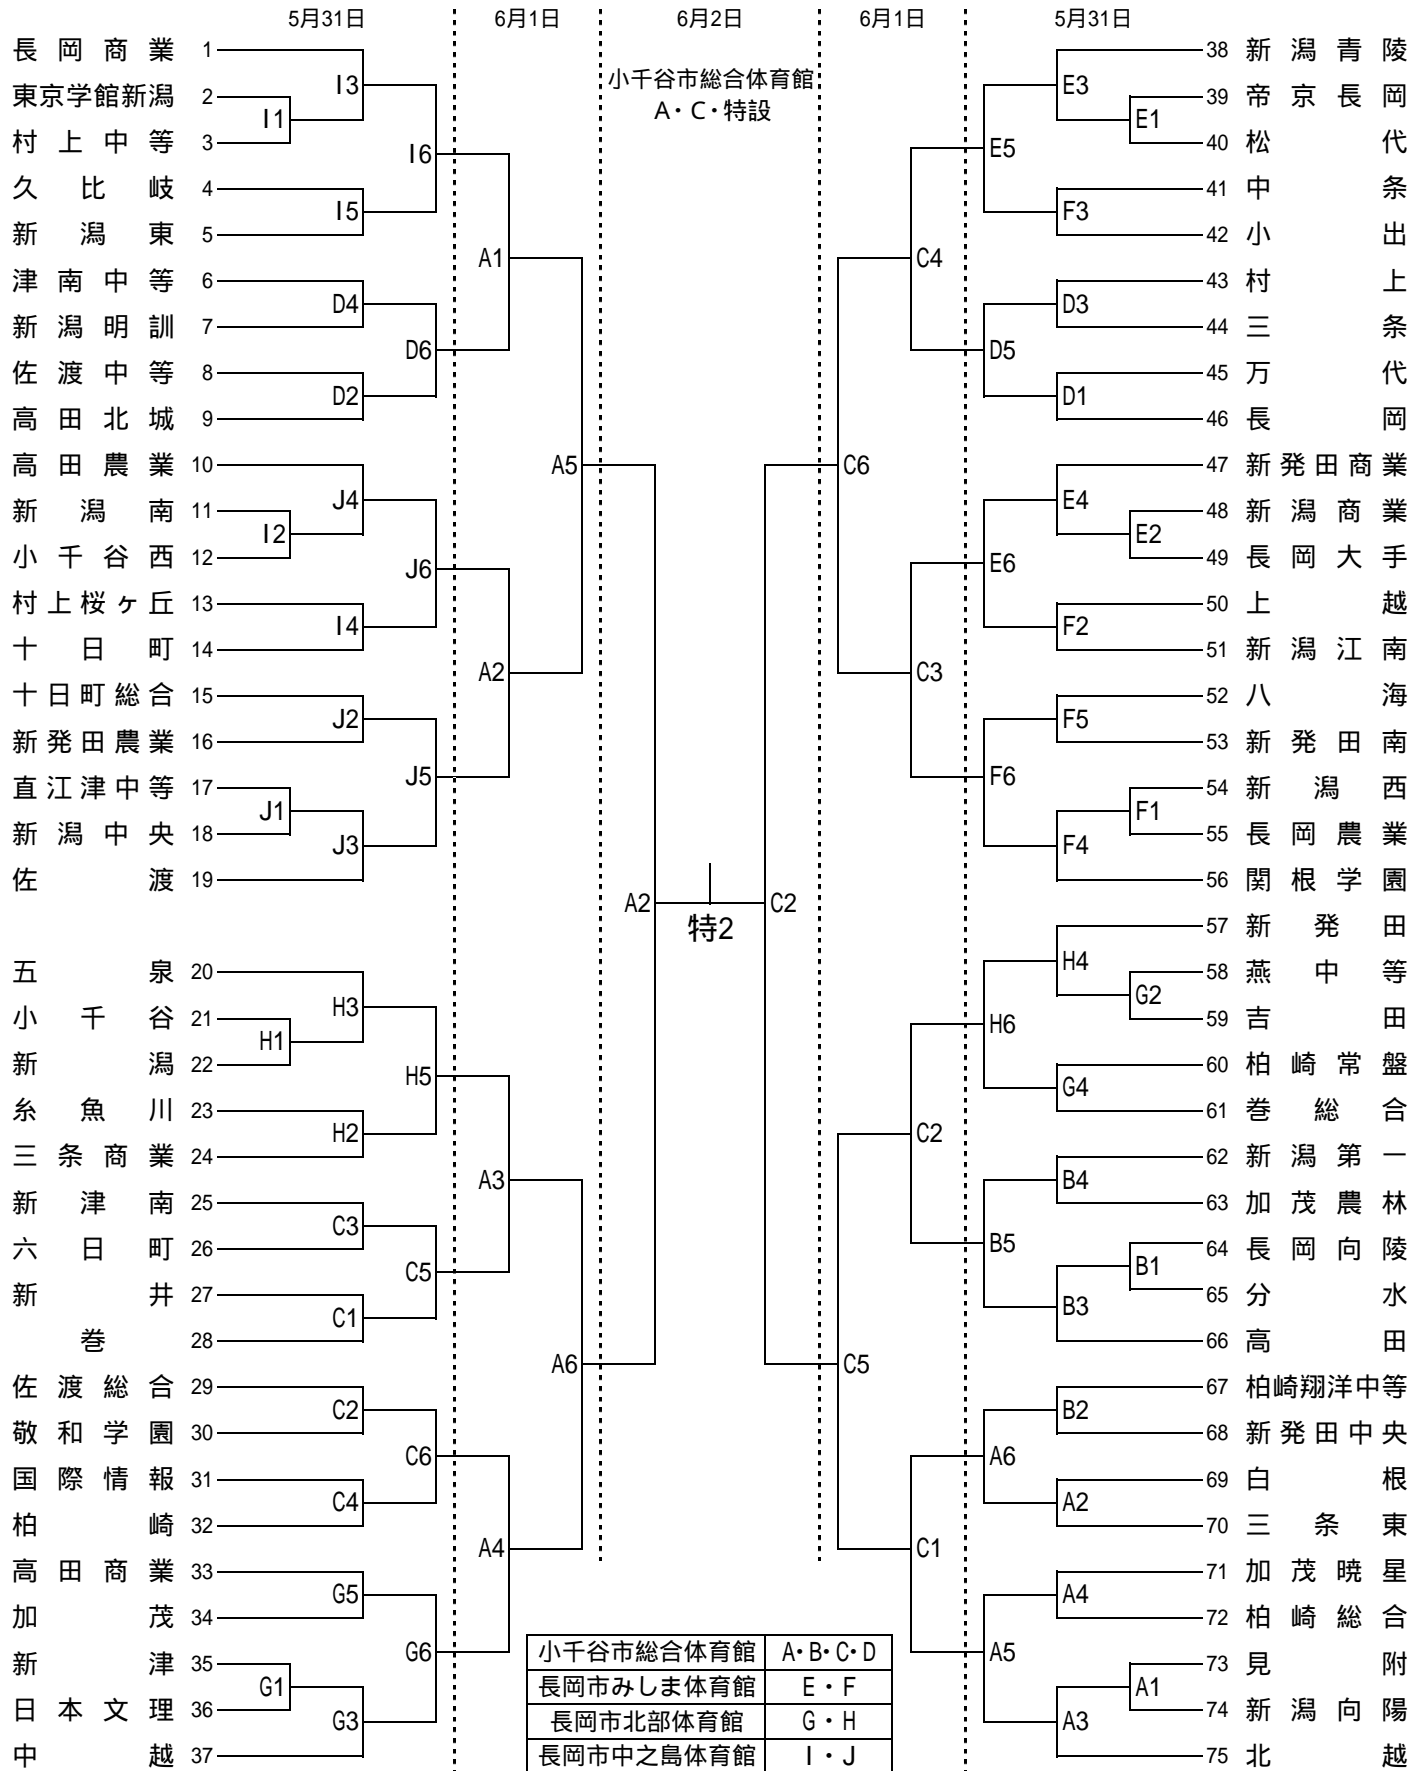 5月31日 6月1日 6月2日 6月1日 5月31日
小千谷市総合体育館
A・C・特設
長岡商業 1
東京学館新潟 2
村上中等 3
久比岐 4
新潟東 5
津南中等 6
新潟明訓 7
佐渡中等 8
高田北城 9
高田農業 10
新潟南 11
小千谷西 12
村上桜ヶ丘 13
十日町 14
十日町総合 15
新発田農業 16
直江津中等 17
新潟中央 18
佐渡 19
五泉 20
小千谷 21
新潟 22
糸魚川 23
三条商業 24
新津南 25
六日町 26
新井 27
巻 28
佐渡総合 29
敬和学園 30
国際情報 31
柏崎 32
高田商業 33
加茂 34
新津 35
日本文理 36
中越 37
I1
I3
I5
I6
D4
D2
D6
I2
J4
I4
J6
J2
J1
J3
J5
H1
H3
H2
H5
C3
C1
C5
C2
C4
C6
G5
G1
G3
G6
A1
A2
A3
A4
A5
A6
A2
特2
C2
C6
C5
C4
C3
C2
C1
E5
D5
E6
F6
H6
B5
A6
A5
E3
E1
F3
D3
D1
E4
E2
F2
F5
F1
F4
H4
G2
G4
B4
B1
B3
B2
A2
A4
A1
A3
38 新潟青陵
39 帝京長岡
40 松代
41 中条
42 小出
43 村上
44 三条
45 万代
46 長岡
47 新発田商業
48 新潟商業
49 長岡大手
50 上越
51 新潟江南
52 八海
53 新発田南
54 新潟西
55 長岡農業
56 関根学園
57 新発田
58 燕中等
59 吉田
60 柏崎常盤
61 巻総合
62 新潟第一
63 加茂農林
64 長岡向陵
65 分水
66 高田
67 柏崎翔洋中等
68 新発田中央
69 白根
70 三条東
71 加茂暁星
72 柏崎総合
73 見附
74 新潟向陽
75 北越
小千谷市総合体育館 A・B・C・D
長岡市みしま体育館 E・F
長岡市北部体育館 G・H
長岡市中之島体育館 I・J